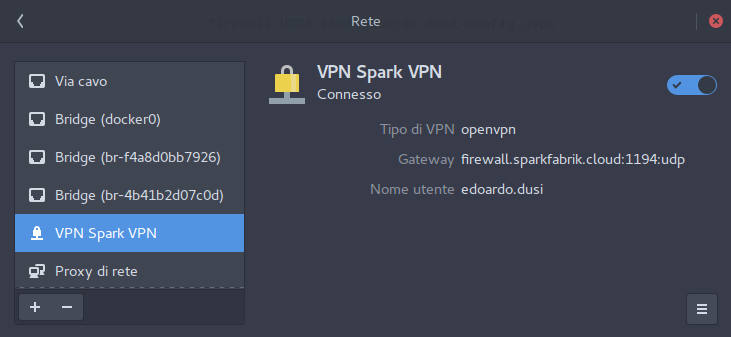 Rete
Via cavo
Bridge (docker0)
Bridge (br-f4a8d0bb7926)
Bridge (br-4b41b2d07c0d)
VPN Spark VPN
Proxy di rete
VPN Spark VPN
Connesso
Tipo di VPN openvpn
Gateway firewall.sparkfabrik.cloud:1194:udp
Nome utente edoardo.dusi